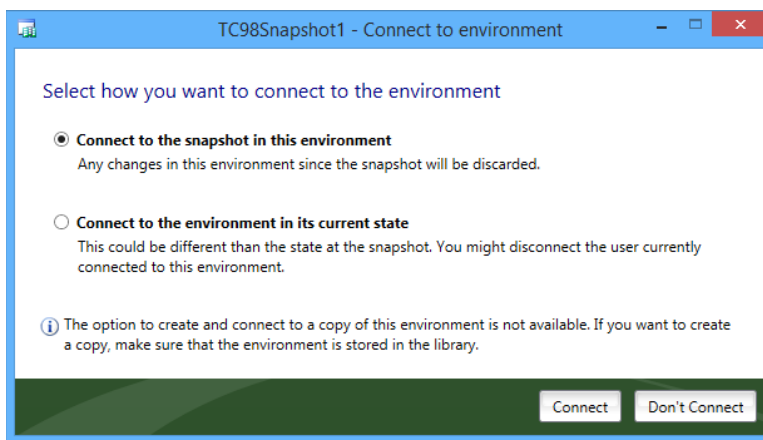 TC98Snapshot1 - Connect to environment
Select how you want to connect to the environment
Connect to the snapshot in this environment
Any changes in this environment since the snapshot will be discarded.
Connect to the environment in its current state
This could be different than the state at the snapshot. You might disconnect the user currently
connected to this environment.
The option to create and connect to a copy of this environment is not available. If you want to create
a copy, make sure that the environment is stored in the library.
Connect Don't Connect